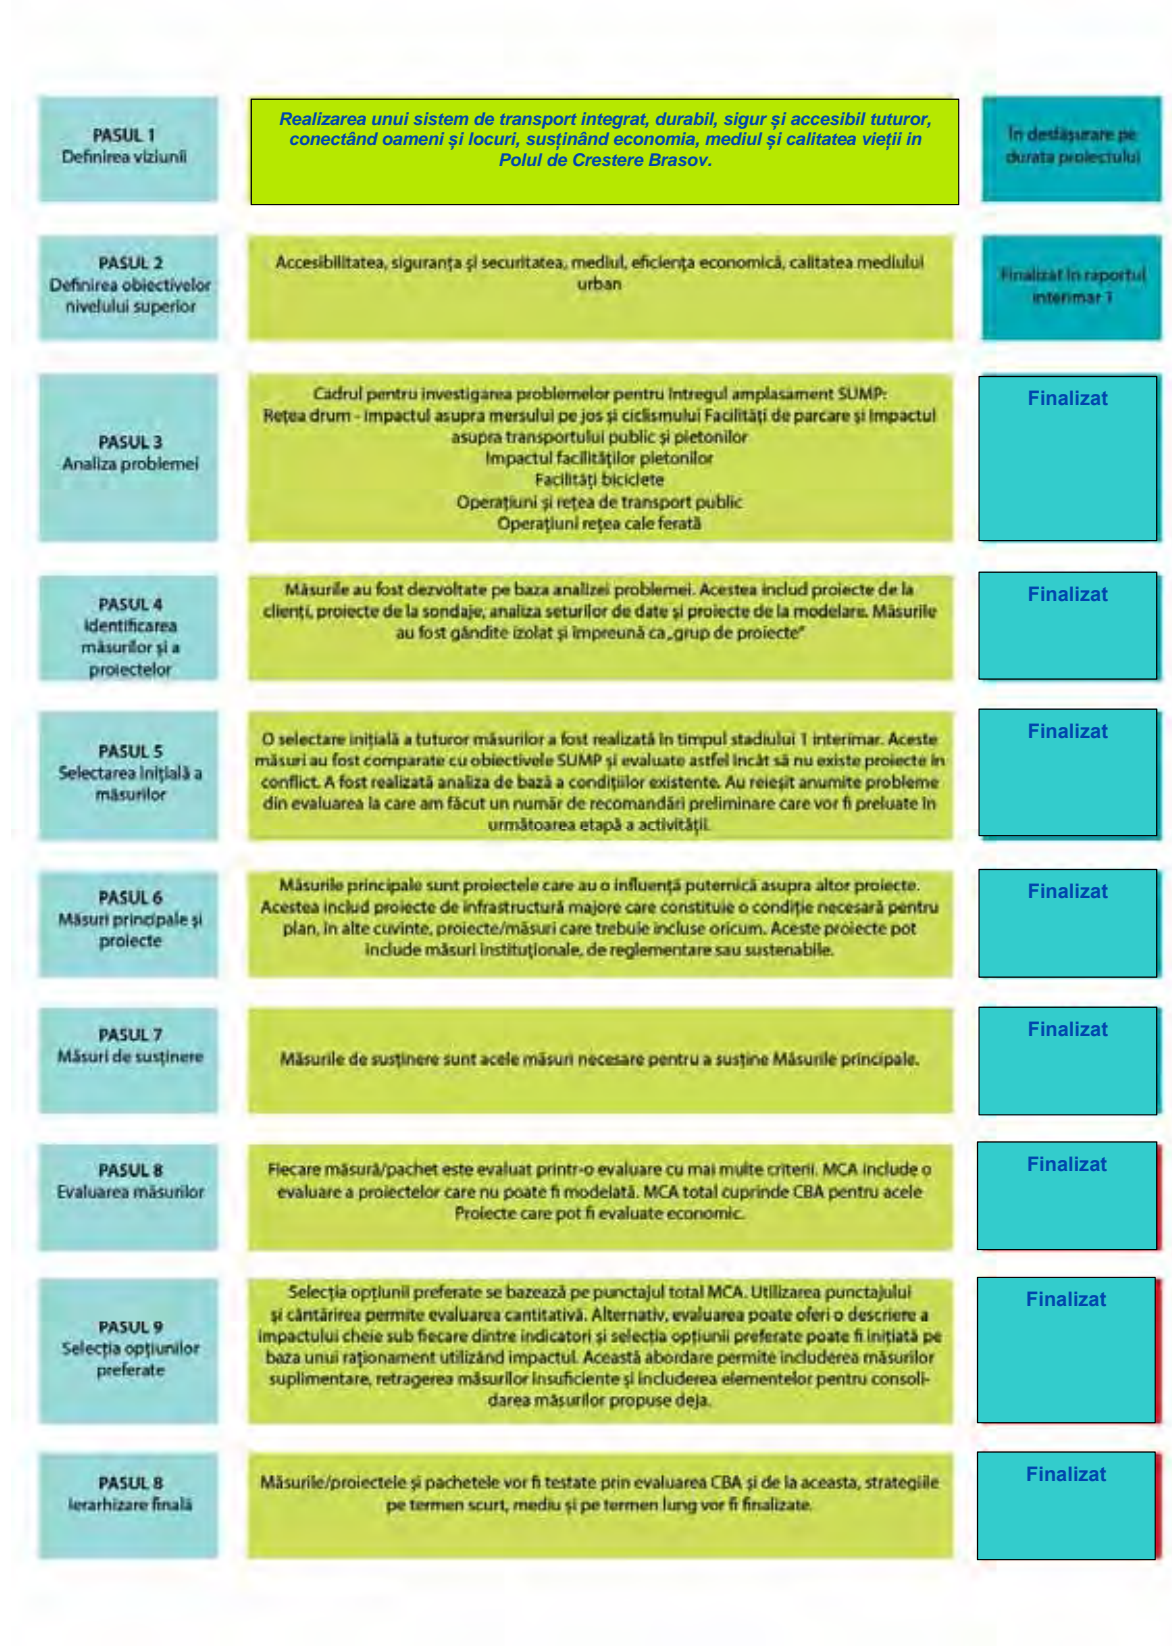 PASUL 1
Definirea viziunii
Realizarea unui sistem de transport integrat, durabil, sigur și accesibil tuturor,
conectând oameni și locuri, susținând economia, mediul și calitatea vieții in
Polul de Crestere Brasov.
În desfășurare pe
durata proiectului
PASUL 2
Definirea obiectivelor
nivelului superior
Accesibilitatea, siguranța și securitatea, mediul, eficiența economică, calitatea mediului
urban
Finalizat în raportul
interimar 1
PASUL 3
Analiza problemei
Cadrul pentru investigarea problemelor pentru întregul amplasament SUMP:
Rețea drum - Impactul asupra mersului pe jos și ciclismului Facilități de parcare și Impactul
asupra transportului public și pietonilor
Impactul facilităților pietonilor
Facilități biciclete
Operațiuni și rețea de transport public
Operațiuni rețea cale ferată
Finalizat
PASUL 4
Identificarea
măsurilor și a
proiectelor
Măsurile au fost dezvoltate pe baza analizei problemei. Acestea includ proiecte de la
clienți, proiecte de la sondaje, analiza seturilor de date și proiecte de la modelare. Măsurile
au fost gândite izolat și împreună ca „grup de proiecte”
Finalizat
PASUL 5
Selectarea inițială a
măsurilor
O selectare inițială a tuturor măsurilor a fost realizată în timpul stadiului 1 interimar. Aceste
măsuri au fost comparate cu obiectivele SUMP și evaluate astfel încât să nu existe proiecte în
conflict. A fost realizată analiza de bază a condițiilor existente. Au reieșit anumite probleme
din evaluarea la care am făcut un număr de recomandări preliminare care vor fi preluate în
următoarea etapă a activității.
Finalizat
PASUL 6
Măsuri principale și
proiecte
Măsurile principale sunt proiectele care au o influență puternică asupra altor proiecte.
Acestea includ proiecte de infrastructură majore care constituie o condiție necesară pentru
plan, în alte cuvinte, proiecte/măsuri care trebuie incluse oricum. Aceste proiecte pot
include măsuri instituționale, de reglementare sau sustenabile.
Finalizat
PASUL 7
Măsuri de susținere
Măsurile de susținere sunt acele măsuri necesare pentru a susține Măsurile principale.
Finalizat
PASUL 8
Evaluarea măsurilor
Fiecare măsură/pachet este evaluat printr-o evaluare cu mai multe criterii. MCA include o
evaluare a proiectelor care nu poate fi modelată. MCA total cuprinde CBA pentru acele
Proiecte care pot fi evaluate economic.
Finalizat
PASUL 9
Selecția opțiunilor
preferate
Selecția opțiunii preferate se bazează pe punctajul total MCA. Utilizarea punctajului
și cântărirea permite evaluarea cantitativă. Alternativ, evaluarea poate oferi o descriere a
impactului cheie sub fiecare dintre indicatori și selecția opțiunii preferate poate fi inițiată pe
baza unui raționament utilizând impactul. Această abordare permite includerea măsurilor
suplimentare, retragerea măsurilor insuficiente și includerea elementelor pentru consoli-
darea măsurilor propuse deja.
Finalizat
PASUL 8
Ierarhizare finală
Măsurile/proiectele și pachetele vor fi testate prin evaluarea CBA și de la aceasta, strategiile
pe termen scurt, mediu și pe termen lung vor fi finalizate.
Finalizat